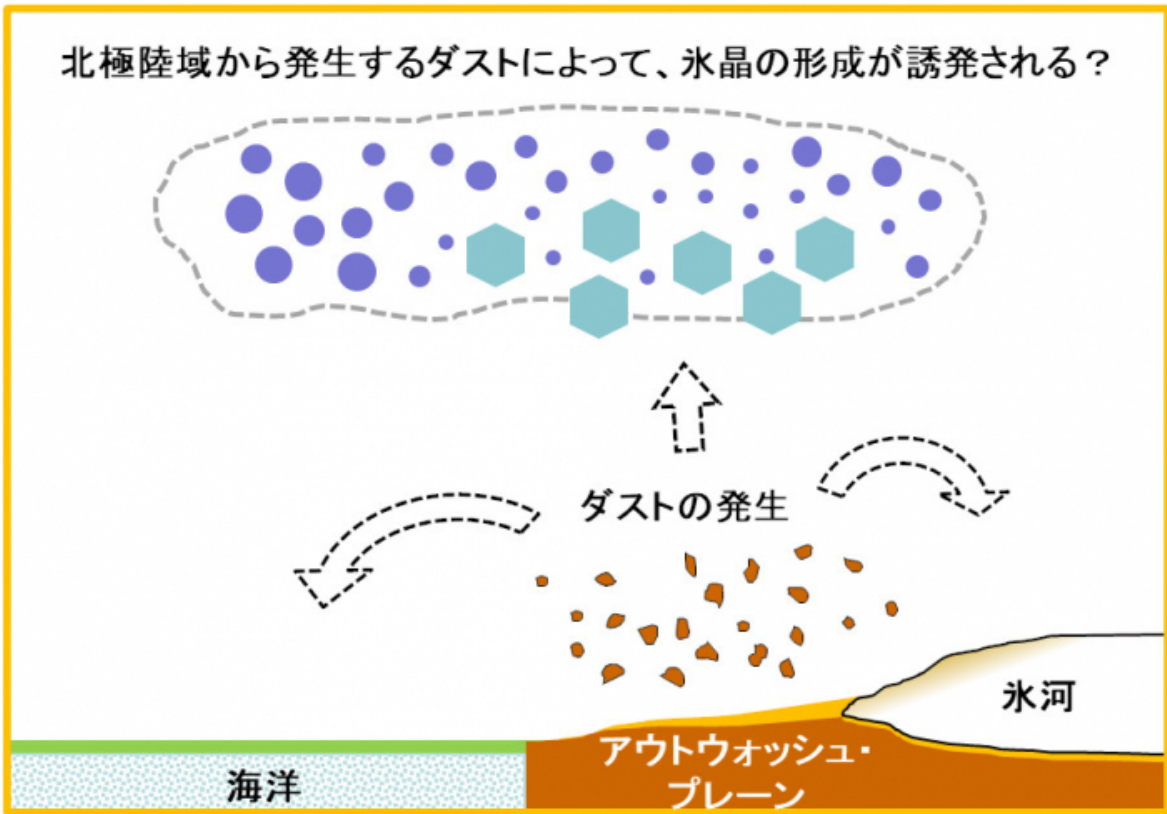 北極陸域から発生するダストによって、氷晶の形成が誘発される？
ダストの発生
氷河
アウトウォッシュ・
プレーン
海洋